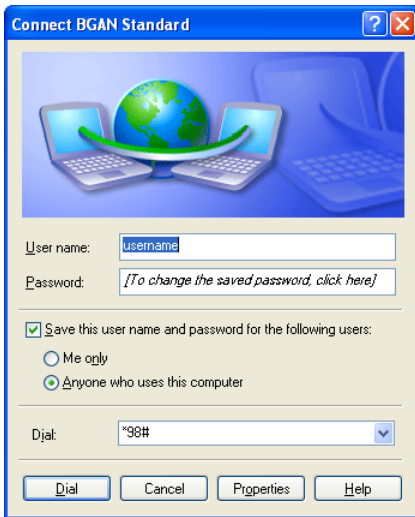 Connect BGAN Standard
User name: username
Password: [To change the saved password, click here]
Save this user name and password for the following users:
Me only
Anyone who uses this computer
Dial: *98#
Dial Cancel Properties Help